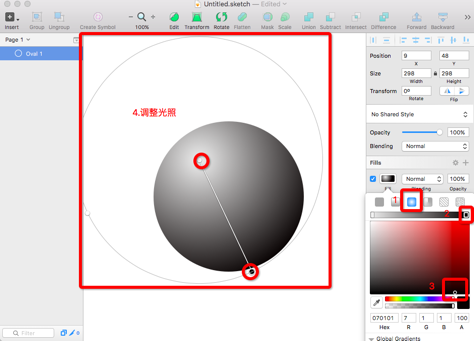 Untitled.sketch — Edited
Insert Group Ungroup Create Symbol 100% Edit Transform Rotate Flatten Mask Scale Union Subtract Intersect Difference Forward Backward
Page 1
Oval 1
4.调整光照
Position 9 48
X Y
Size 298 298
Width Height
Transform 0º
Rotate Flip
No Shared Style
Opacity 100%
Blending Normal
Fills
Normal 100%
Blending Opacity
1
2
3
070101 7 1 1 100
Hex R G B A
Global Gradients
Filter